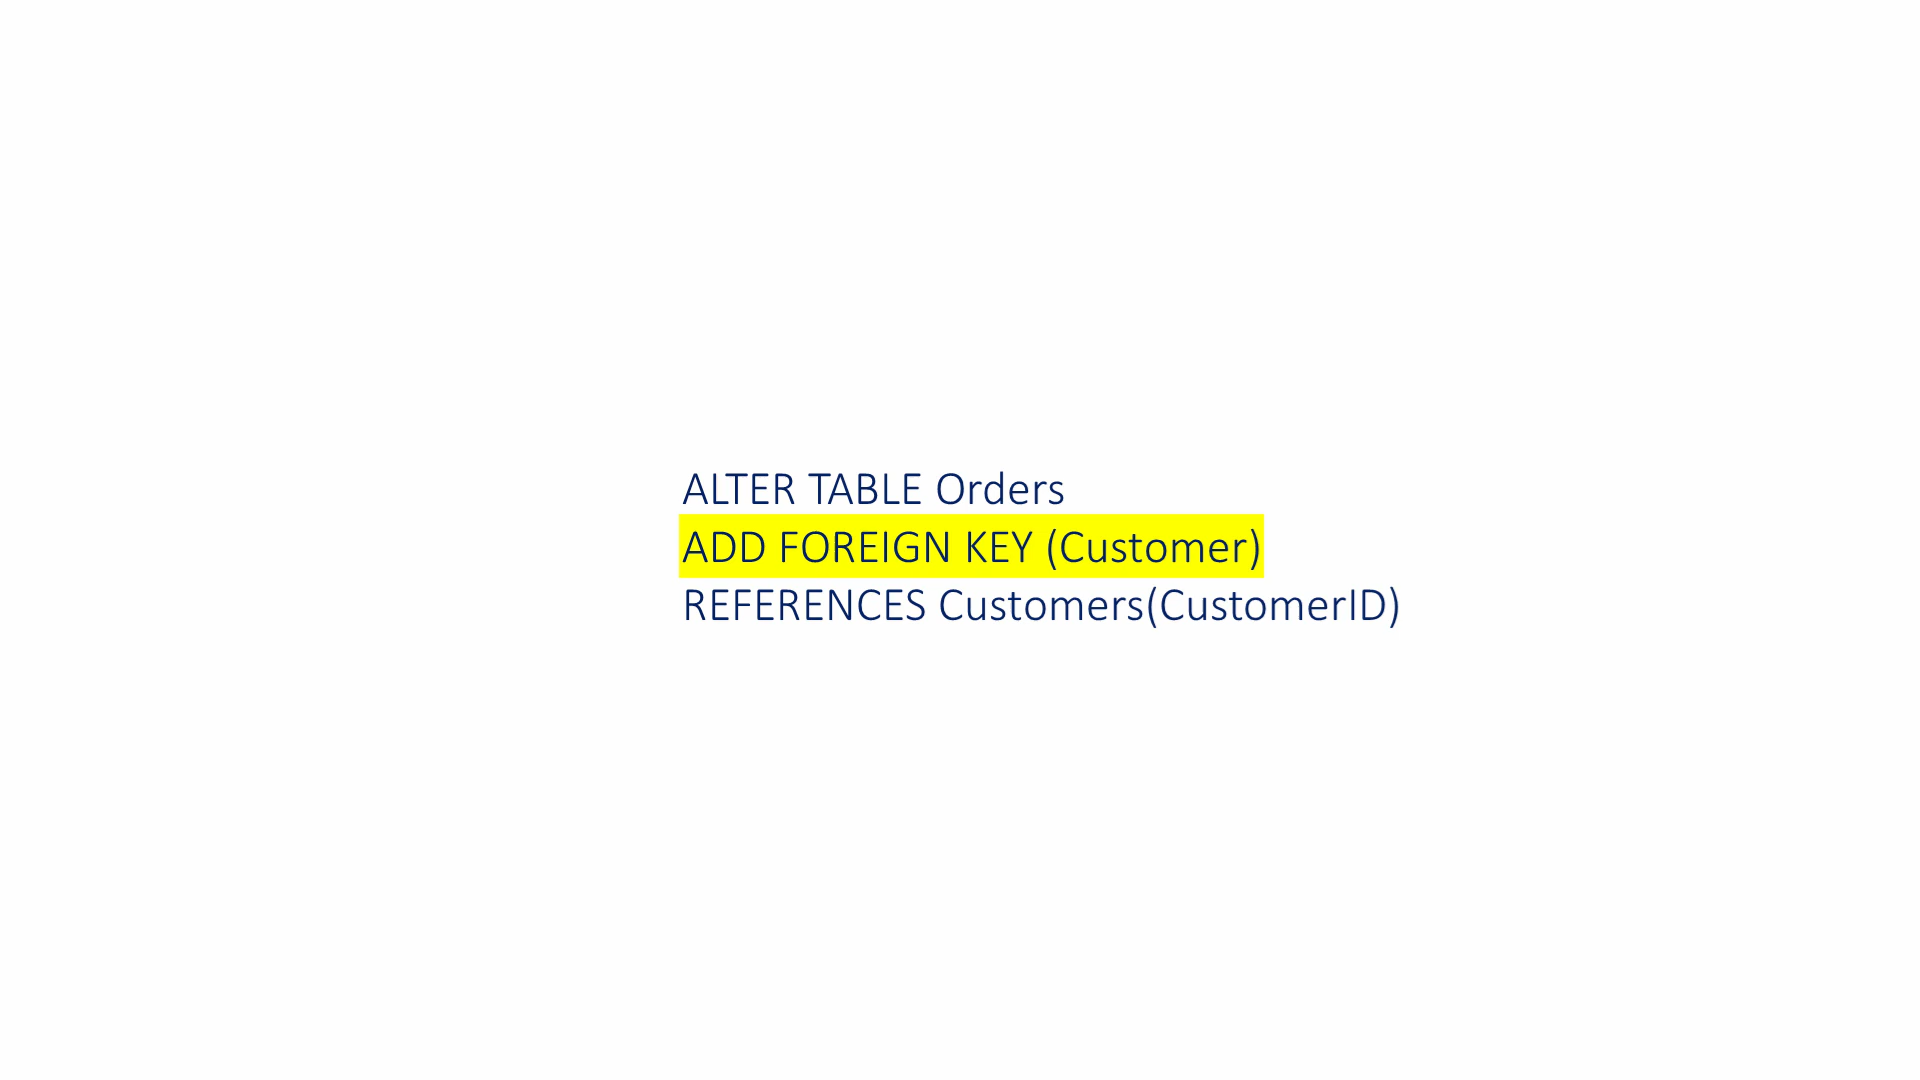 ALTER TABLE Orders
ADD FOREIGN KEY (Customer)
REFERENCES Customers(CustomerID)